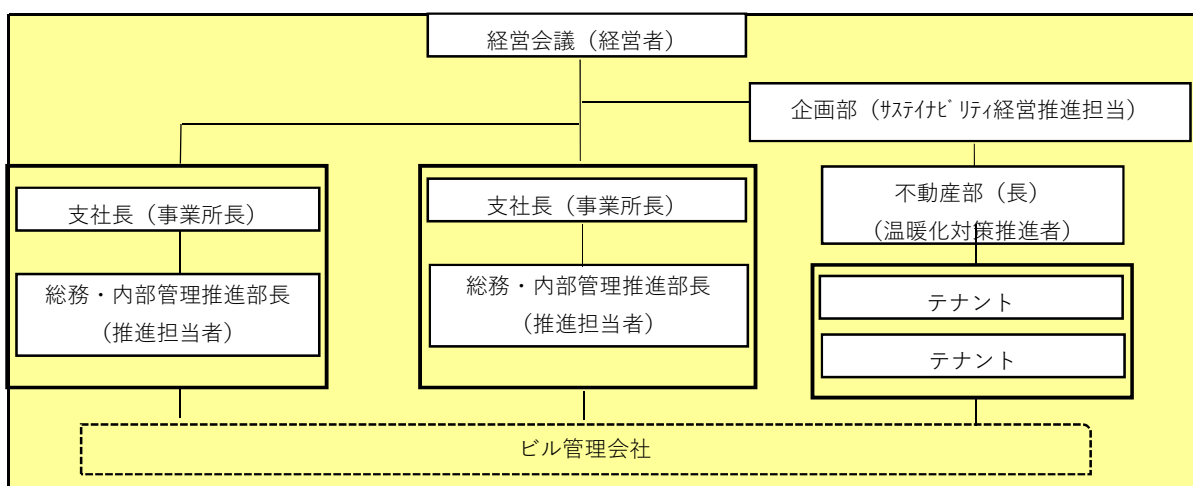 経営会議（経営者）
企画部（ｻｽﾃｲﾅﾋﾞﾘﾃｨ経営推進担当）
支社長（事業所長）
総務・内部管理推進部長
（推進担当者）
支社長（事業所長）
総務・内部管理推進部長
（推進担当者）
不動産部（長）
（温暖化対策推進者）
テナント
テナント
ビル管理会社